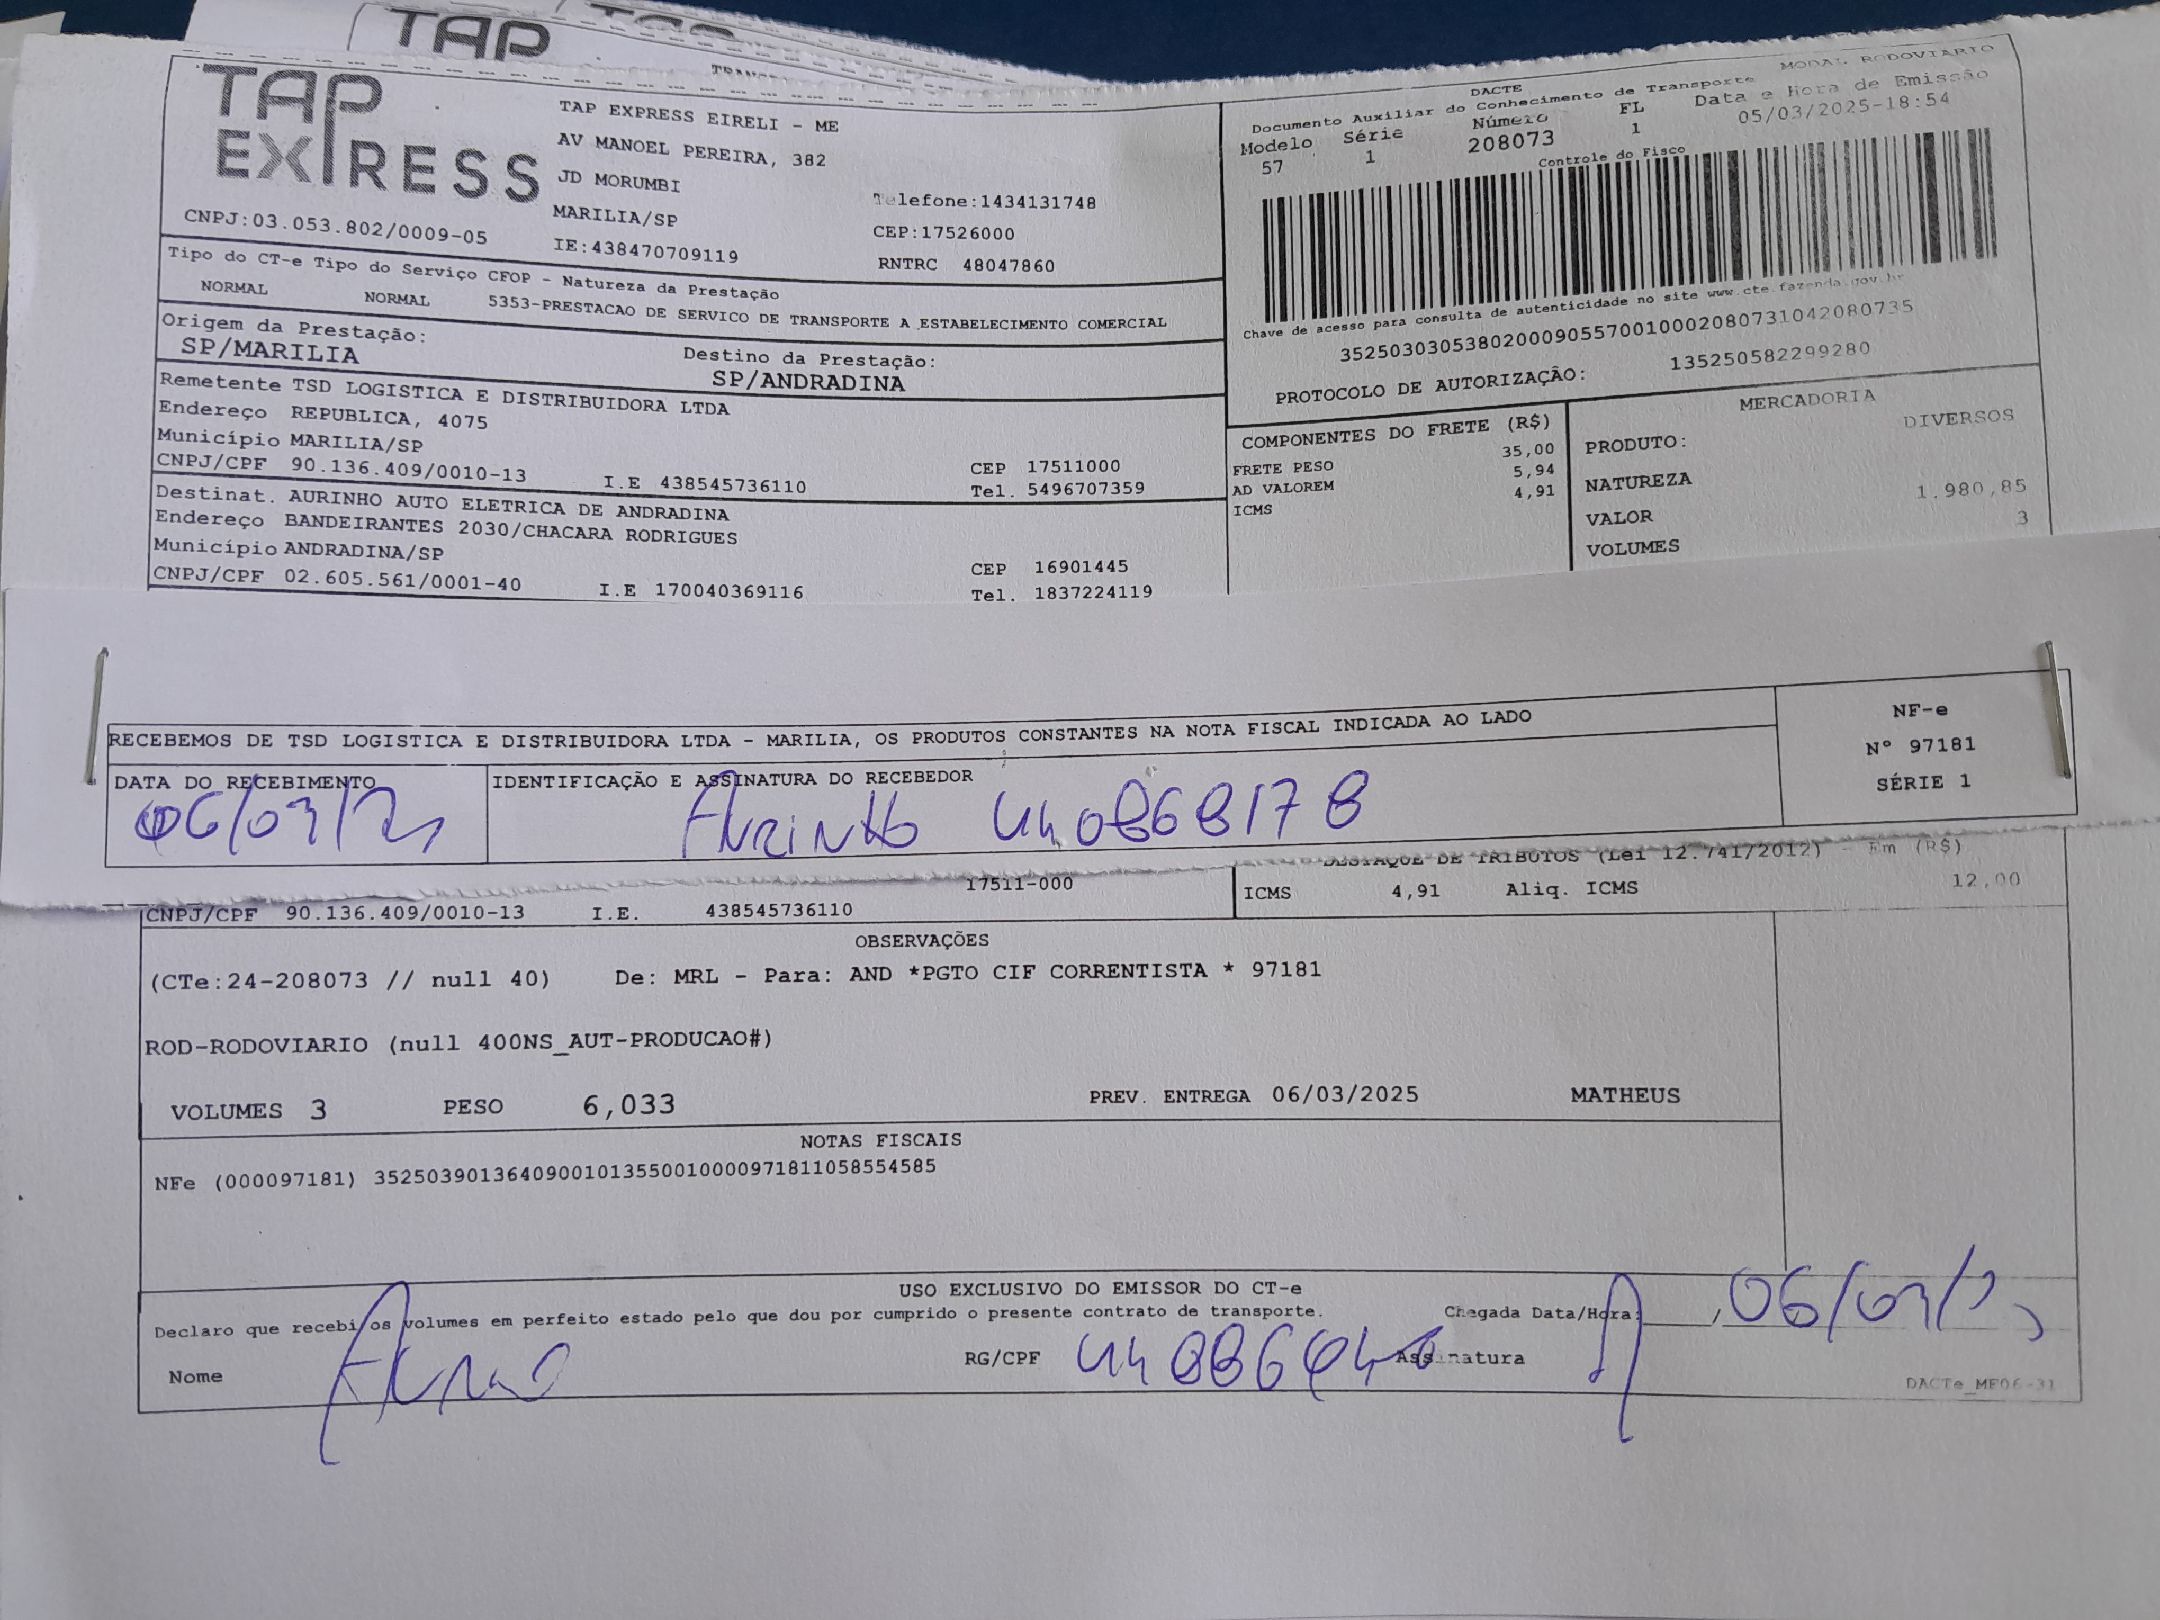 TAP
TAP EXPRESS
TAP EXPRESS EIRELI - ME
AV MANOEL PEREIRA, 382
JD MORUMBI
MARILIA/SP
Telefone:1434131748
CEP:17526000
CNPJ:03.053.802/0009-05
IE:438470709119
RNTRC 48047860
MODAL RODOVIARIO
DACTE
Documento Auxiliar do Conhecimento de Transporte
Modelo Série Número FL Data e Hora de Emissão
57 1 208073 1 05/03/2025-18:54
Controle do Fisco
Chave de acesso para consulta de autenticidade no site www.cte.fazenda.gov.br
35250303053802000905570010002080731042080735
PROTOCOLO DE AUTORIZAÇÃO: 135250582299280
Tipo do CT-e Tipo do Serviço CFOP - Natureza da Prestação
NORMAL NORMAL 5353-PRESTACAO DE SERVICO DE TRANSPORTE A ESTABELECIMENTO COMERCIAL
Origem da Prestação: Destino da Prestação:
SP/MARILIA SP/ANDRADINA
Remetente TSD LOGISTICA E DISTRIBUIDORA LTDA
Endereço REPUBLICA, 4075
Município MARILIA/SP CEP 17511000
CNPJ/CPF 90.136.409/0010-13 I.E 438545736110 Tel. 5496707359
Destinat. AURINHO AUTO ELETRICA DE ANDRADINA
Endereço BANDEIRANTES 2030/CHACARA RODRIGUES
Município ANDRADINA/SP CEP 16901445
CNPJ/CPF 02.605.561/0001-40 I.E 170040369116 Tel. 1837224119
COMPONENTES DO FRETE (R$)
FRETE PESO 35,00
AD VALOREM 5,94
ICMS 4,91
MERCADORIA
PRODUTO: DIVERSOS
NATUREZA
VALOR 1.980,85
VOLUMES 3
RECEBEMOS DE TSD LOGISTICA E DISTRIBUIDORA LTDA - MARILIA, OS PRODUTOS CONSTANTES NA NOTA FISCAL INDICADA AO LADO
NF-e
Nº 97181
SÉRIE 1
DATA DO RECEBIMENTO IDENTIFICAÇÃO E ASSINATURA DO RECEBEDOR
Aurinho
DESTAQUE DE TRIBUTOS (Lei 12.741/2012) - Em (R$)
17511-000
ICMS 4,91 Aliq. ICMS 12,00
CNPJ/CPF 90.136.409/0010-13 I.E. 438545736110
OBSERVAÇÕES
(CTe:24-208073 // null 40) De: MRL - Para: AND *PGTO CIF CORRENTISTA * 97181
ROD-RODOVIARIO (null 400NS_AUT-PRODUCAO#)
VOLUMES 3 PESO 6,033 PREV. ENTREGA 06/03/2025 MATHEUS
NOTAS FISCAIS
NFe (000097181) 35250390136409001013550010000971811058554585
USO EXCLUSIVO DO EMISSOR DO CT-e
Declaro que recebi os volumes em perfeito estado pelo que dou por cumprido o presente contrato de transporte. Chegada Data/Hora:
Nome RG/CPF Assinatura
DACTe_MF06-31